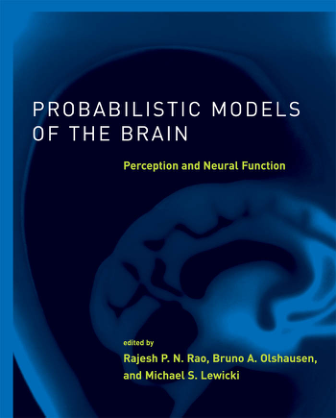 PROBABILISTIC MODELS
OF THE BRAIN
Perception and Neural Function
edited by
Rajesh P. N. Rao, Bruno A. Olshausen,
and Michael S. Lewicki